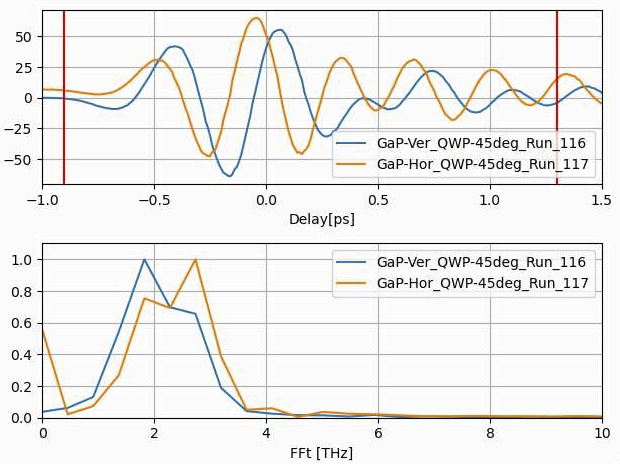 50
25
0
−25
−50
GaP-Ver_QWP-45deg_Run_116
GaP-Hor_QWP-45deg_Run_117
−1.0 −0.5 0.0 0.5 1.0 1.5
Delay[ps]
1.0
0.8
0.6
0.4
0.2
0.0
GaP-Ver_QWP-45deg_Run_116
GaP-Hor_QWP-45deg_Run_117
0 2 4 6 8 10
FFt [THz]